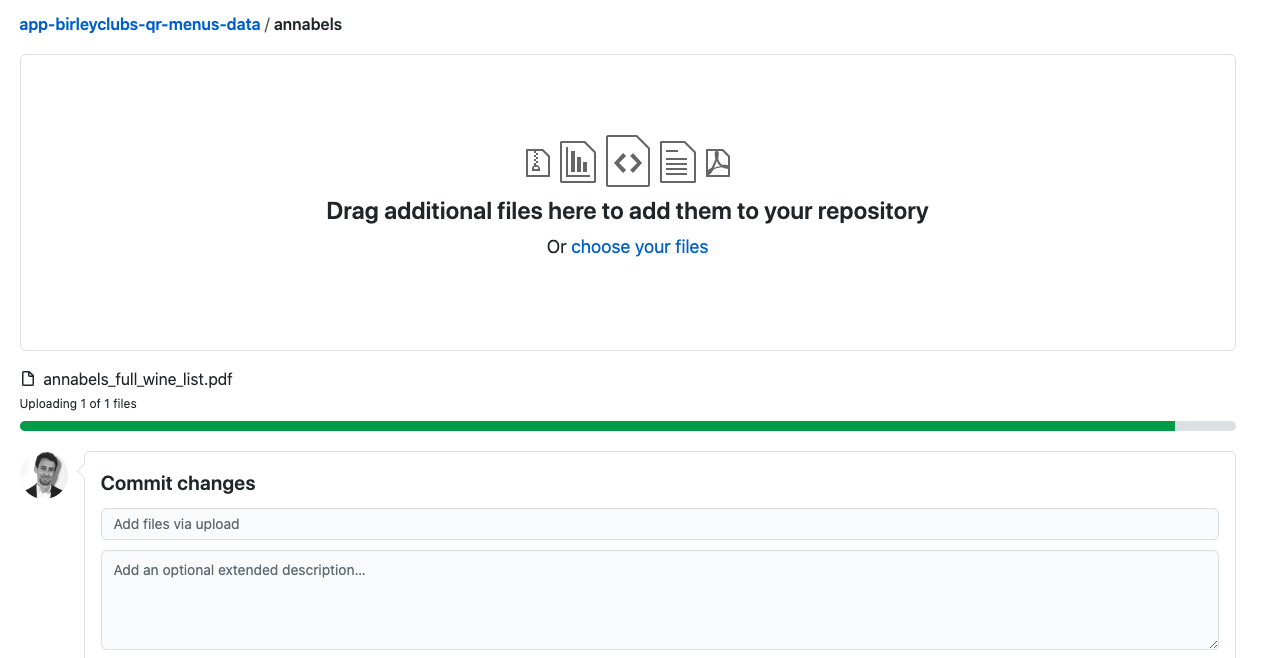 app-birleyclubs-qr-menus-data / annabels
Drag additional files here to add them to your repository
Or choose your files
annabels_full_wine_list.pdf
Uploading 1 of 1 files
Commit changes
Add files via upload
Add an optional extended description...